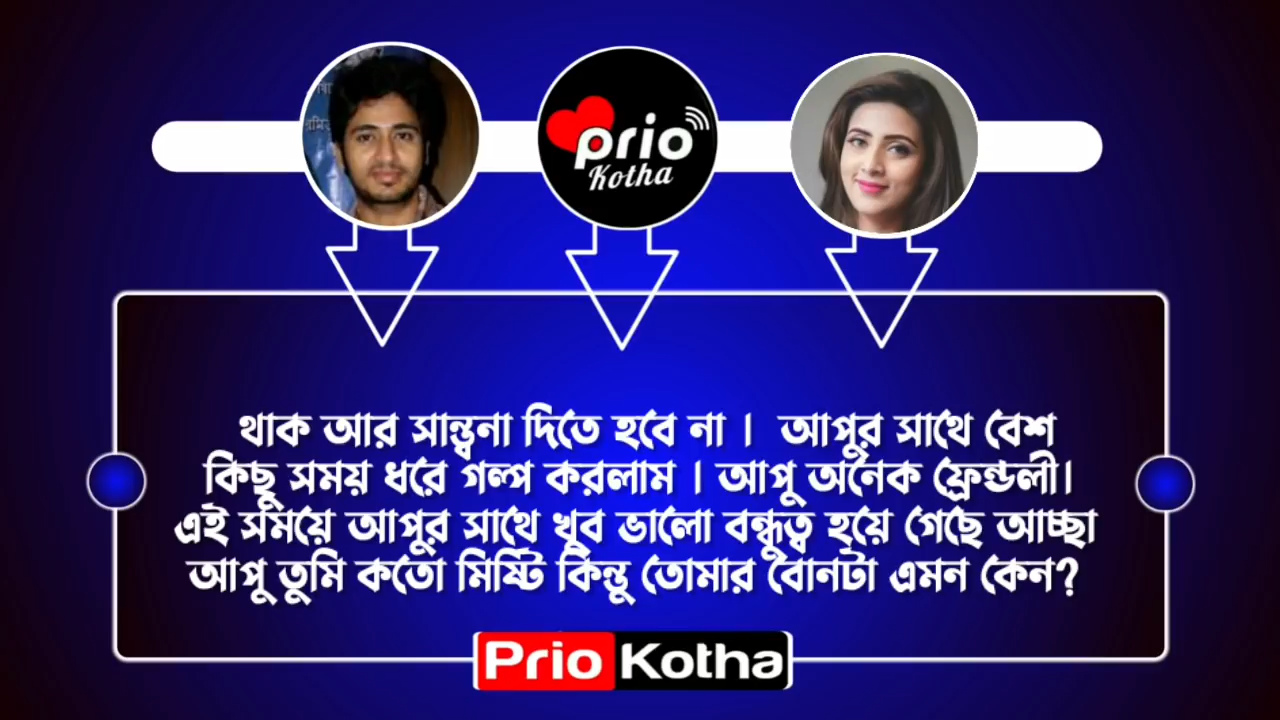 prio
Kotha
থাক আর সান্ত্বনা দিতে হবে না । আপুর সাথে বেশ
কিছু সময় ধরে গল্প করলাম । আপু অনেক ফ্রেন্ডলী।
এই সময়ে আপুর সাথে খুব ভালো বন্ধুত্ব হয়ে গেছে আচ্ছা
আপু তুমি কতো মিষ্টি কিন্তু তোমার বোনটা এমন কেন?
Prio Kotha